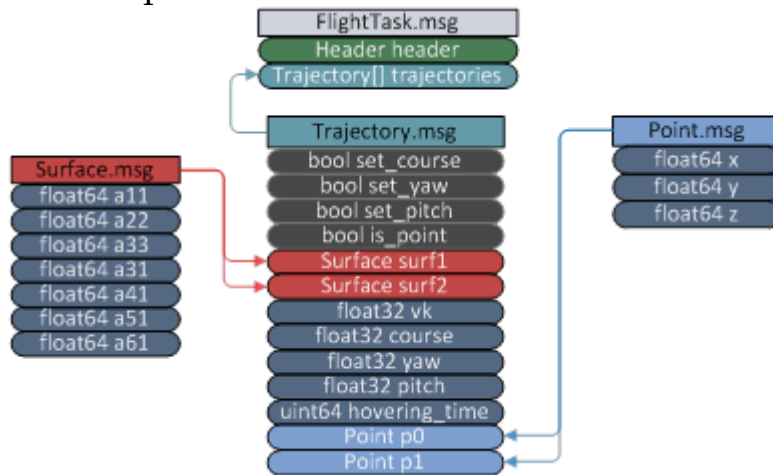 FlightTask.msg
Header header
Trajectory[] trajectories
Trajectory.msg
bool set_course
bool set_yaw
bool set_pitch
bool is_point
Surface surf1
Surface surf2
float32 vk
float32 course
float32 yaw
float32 pitch
uint64 hovering_time
Point p0
Point p1
Surface.msg
float64 a11
float64 a22
float64 a33
float64 a31
float64 a41
float64 a51
float64 a61
Point.msg
float64 x
float64 y
float64 z